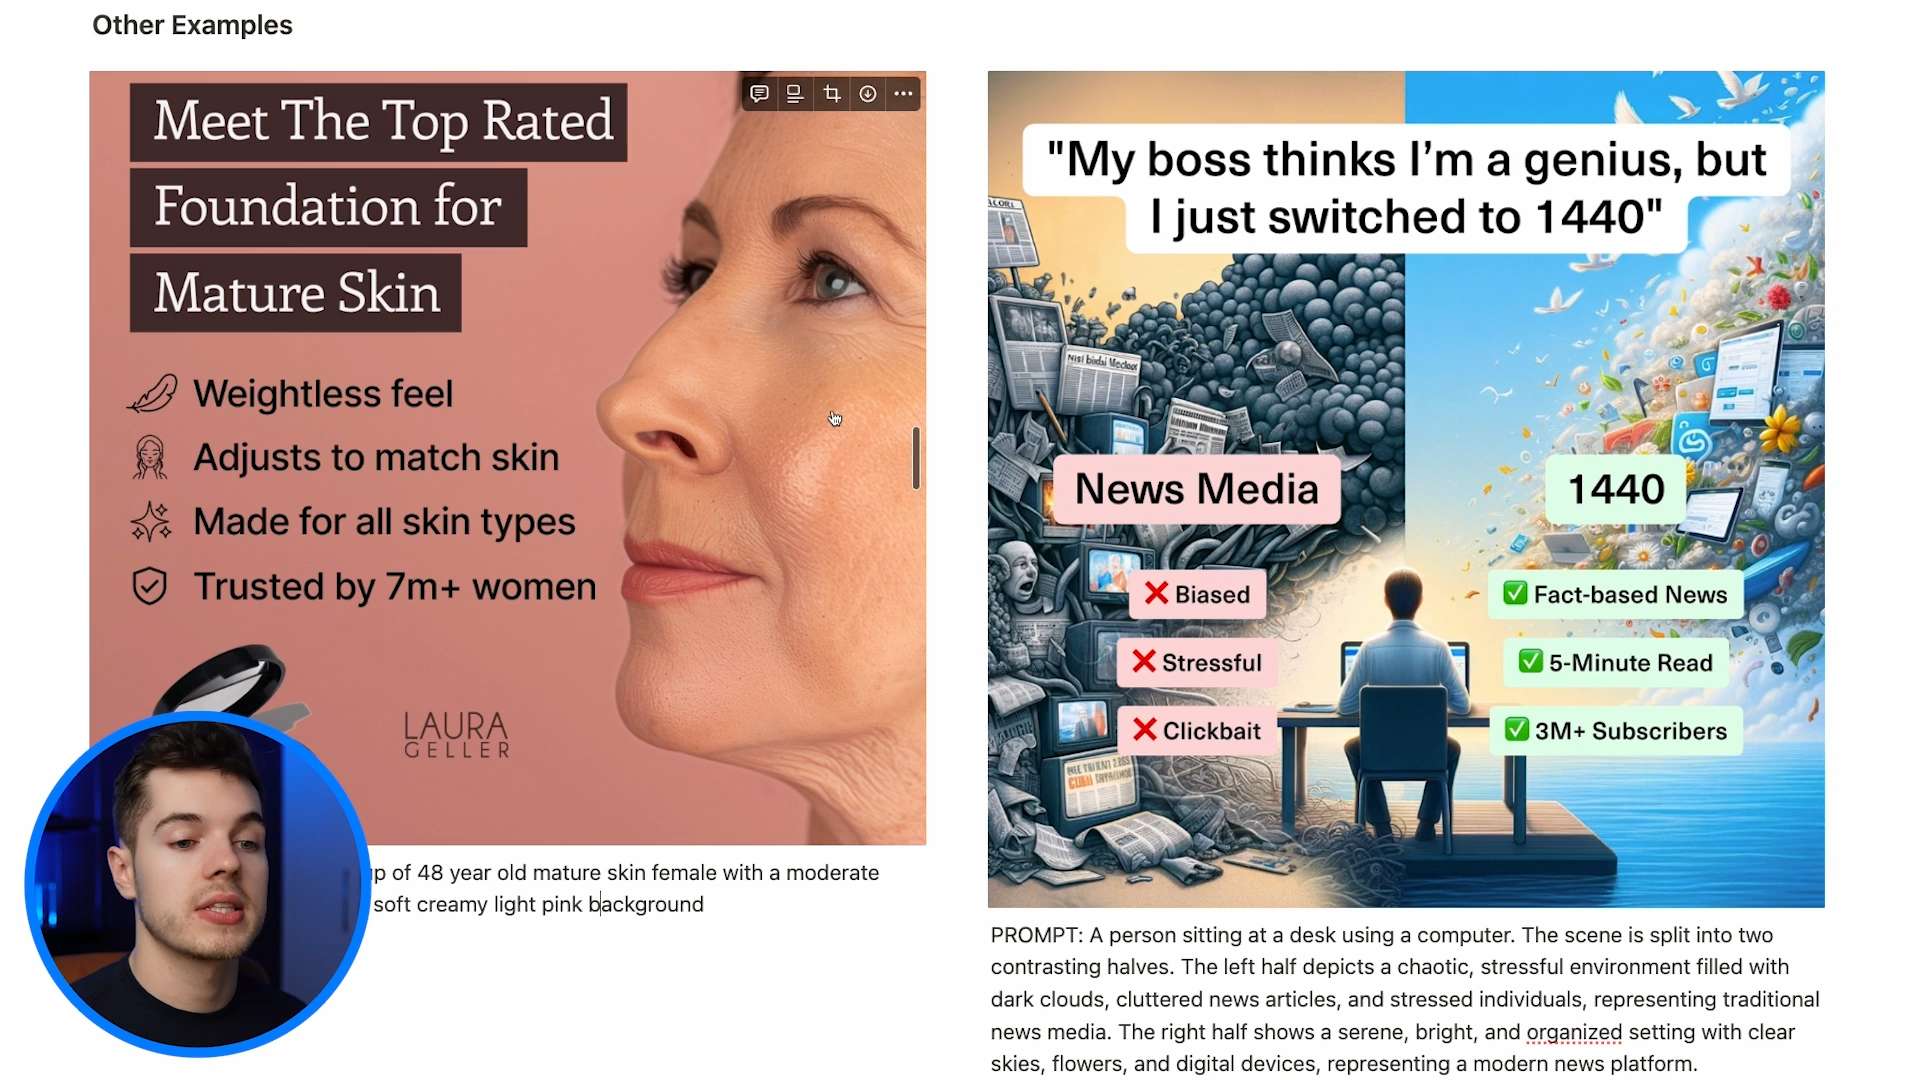 Other Examples
Meet The Top Rated
Foundation for
Mature Skin
Weightless feel
Adjusts to match skin
Made for all skin types
Trusted by 7m+ women
LAURA
GELLER
of 48 year old mature skin female with a moderate
soft creamy light pink background
"My boss thinks I'm a genius, but
I just switched to 1440"
News Media
1440
❌ Biased
✅ Fact-based News
❌ Stressful
✅ 5-Minute Read
❌ Clickbait
✅ 3M+ Subscribers
PROMPT: A person sitting at a desk using a computer. The scene is split into two
contrasting halves. The left half depicts a chaotic, stressful environment filled with
dark clouds, cluttered news articles, and stressed individuals, representing traditional
news media. The right half shows a serene, bright, and organized setting with clear
skies, flowers, and digital devices, representing a modern news platform.